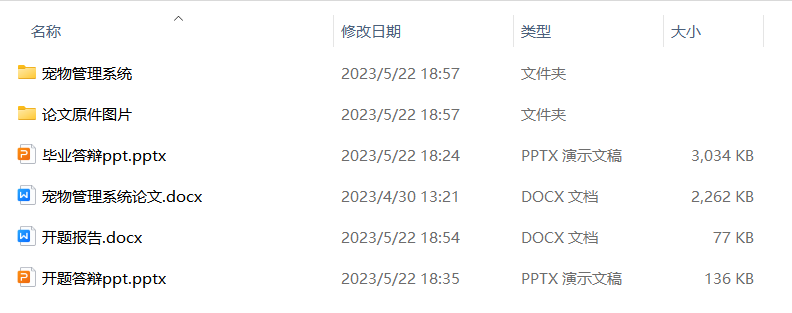 名称 修改日期 类型 大小
宠物管理系统 2023/5/22 18:57 文件夹
论文原件图片 2023/5/22 18:57 文件夹
毕业答辩ppt.pptx 2023/5/22 18:24 PPTX 演示文稿 3,034 KB
宠物管理系统论文.docx 2023/4/30 13:21 DOCX 文档 2,262 KB
开题报告.docx 2023/5/22 18:54 DOCX 文档 77 KB
开题答辩ppt.pptx 2023/5/22 18:35 PPTX 演示文稿 136 KB